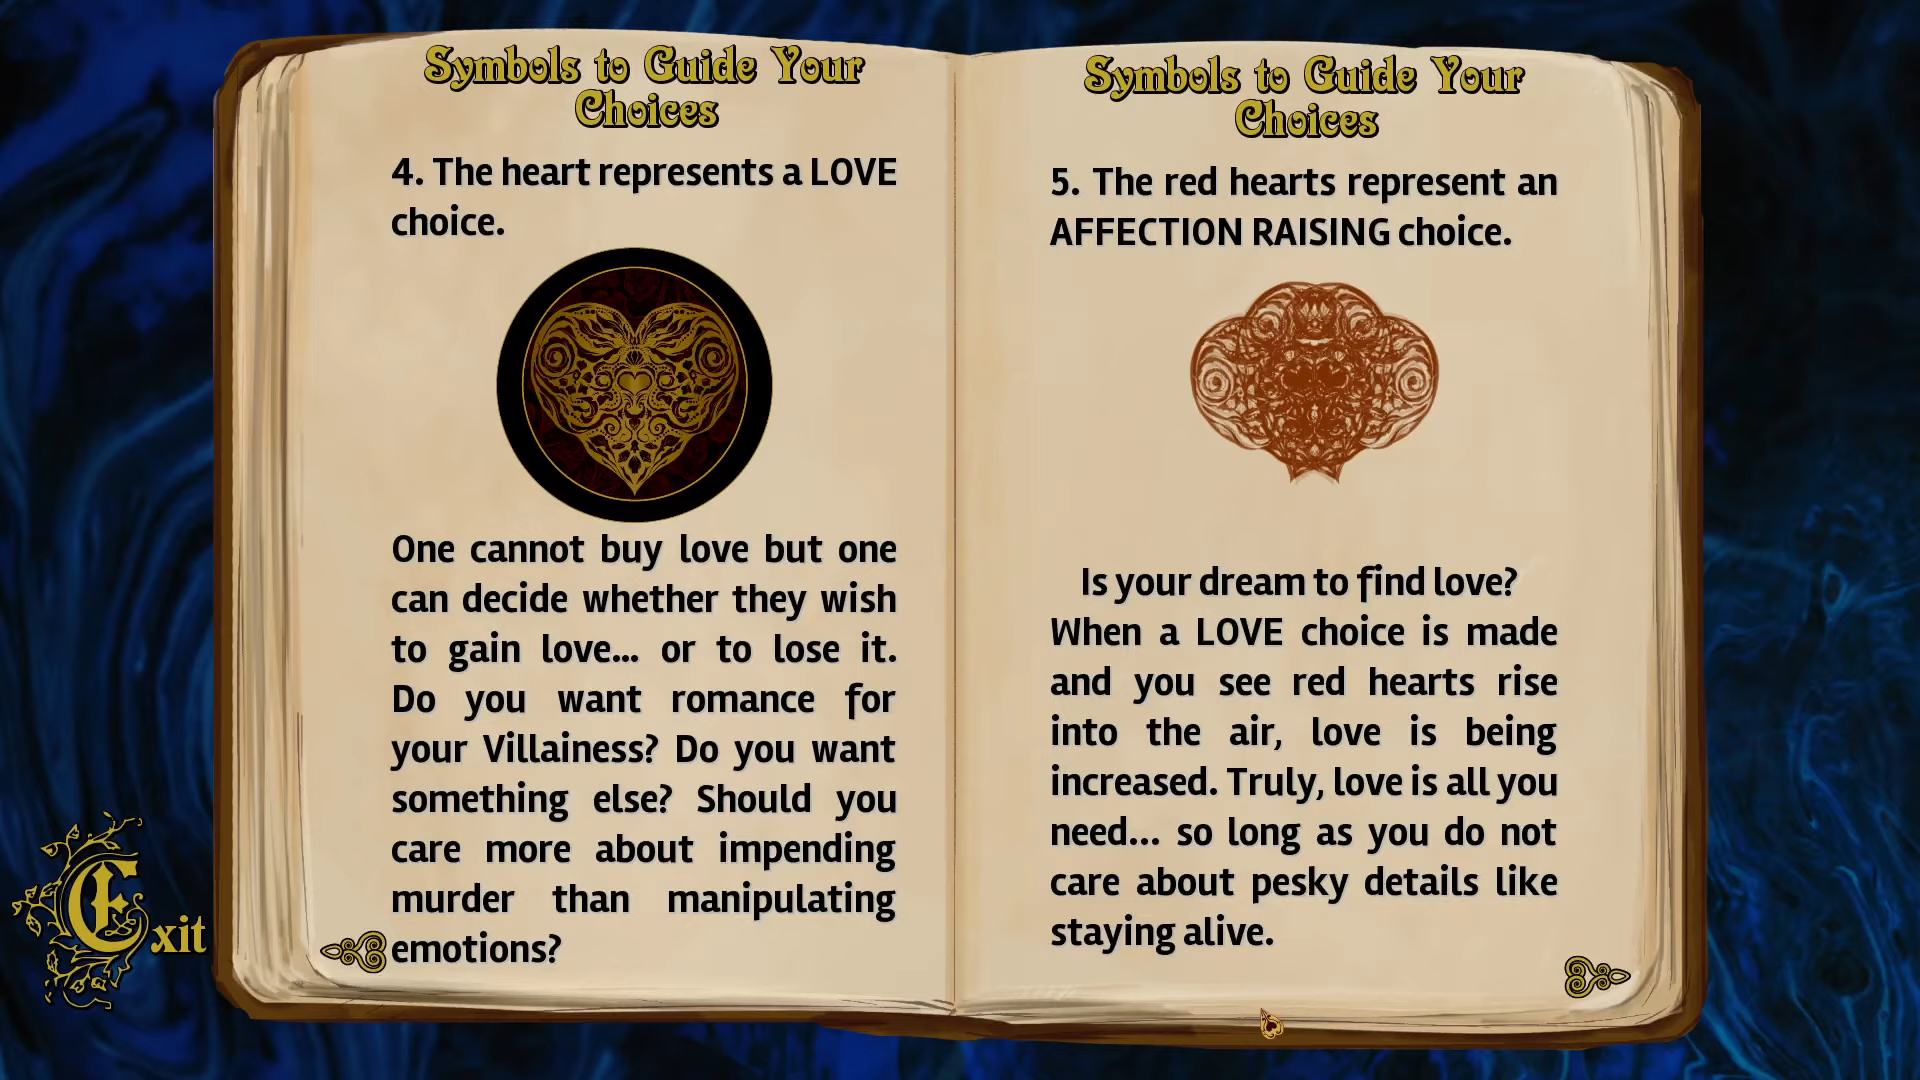 Symbols to Guide Your
Choices
4. The heart represents a LOVE
choice.
One cannot buy love but one
can decide whether they wish
to gain love... or to lose it.
Do you want romance for
your Villainess? Do you want
something else? Should you
care more about impending
murder than manipulating
emotions?
Symbols to Guide Your
Choices
5. The red hearts represent an
AFFECTION RAISING choice.
Is your dream to find love?
When a LOVE choice is made
and you see red hearts rise
into the air, love is being
increased. Truly, love is all you
need... so long as you do not
care about pesky details like
staying alive.
Exit